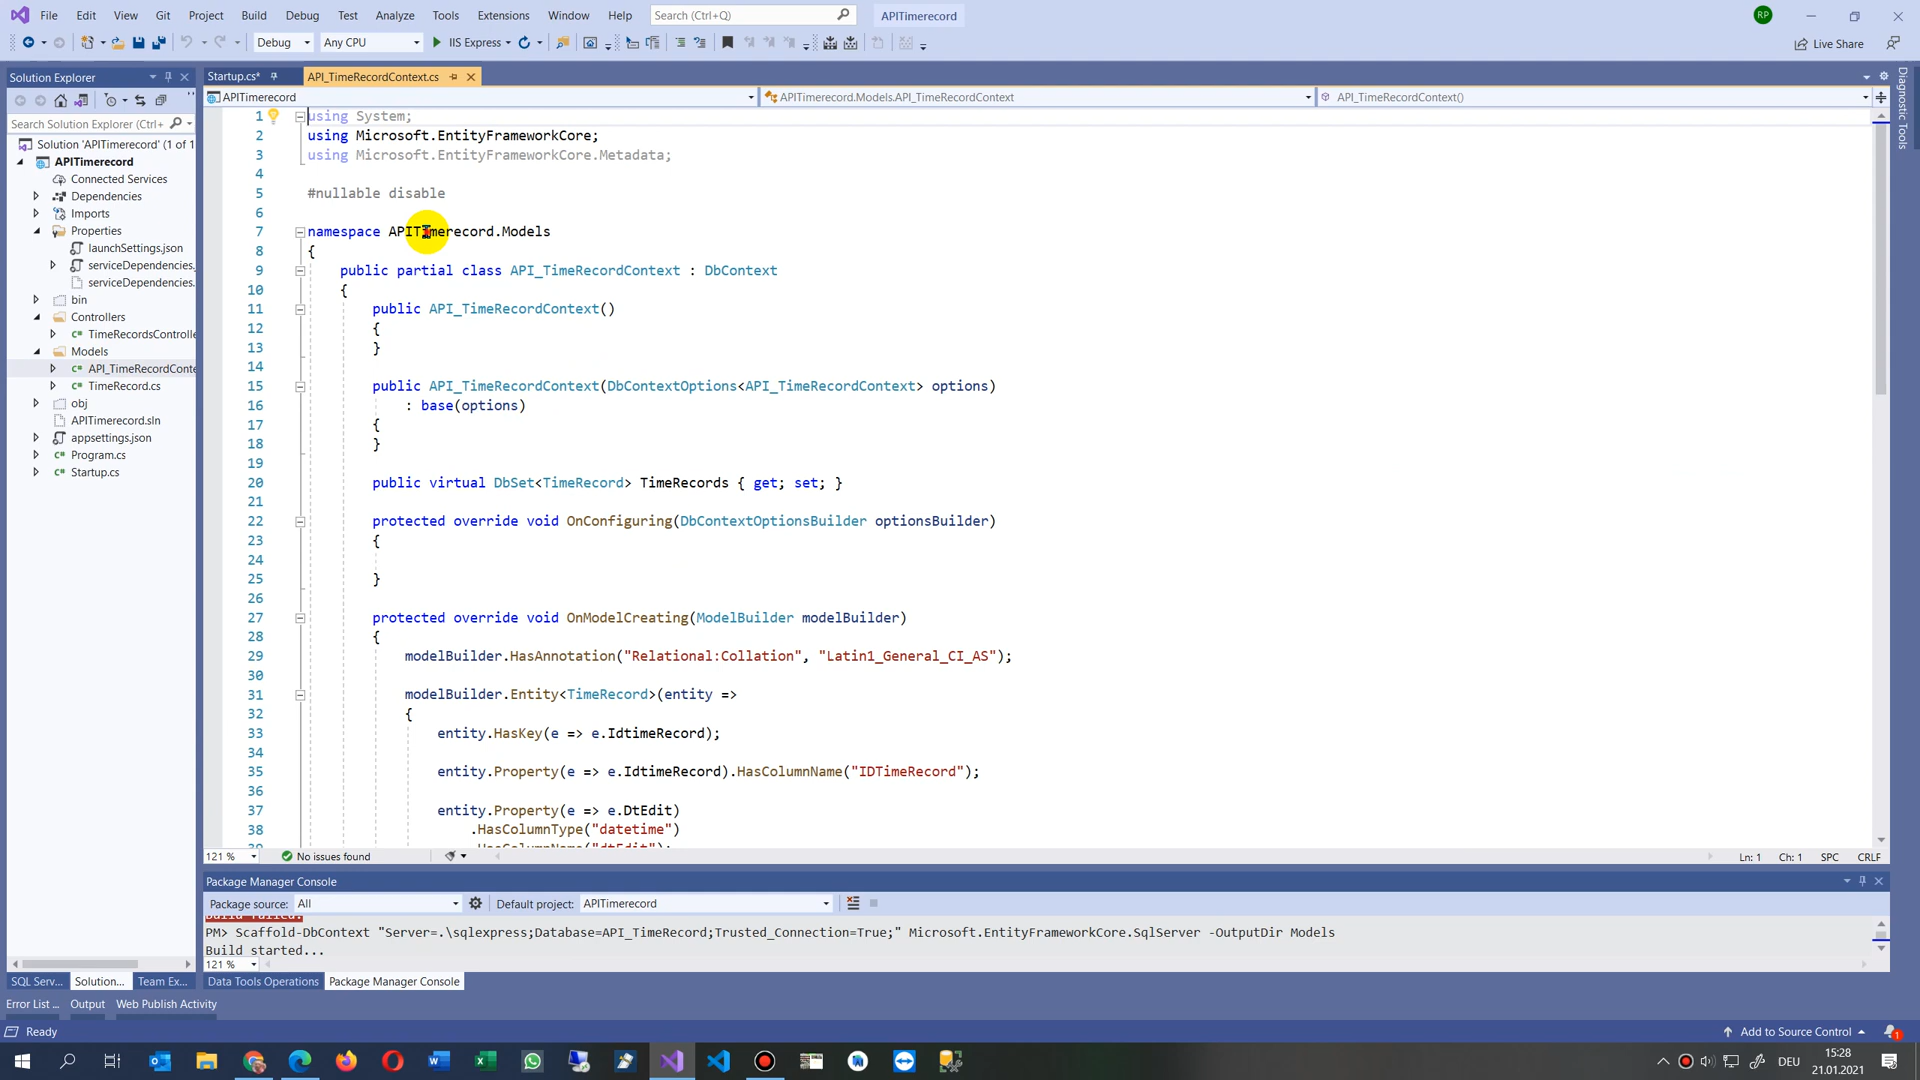 File Edit View Git Project Build Debug Test Analyze Tools Extensions Window Help Search (Ctrl+Q) APITimerecord RP
Debug Any CPU IIS Express Live Share
Solution Explorer
Search Solution Explorer (Ctrl+
Solution 'APITimerecord' (1 of 1
APITimerecord
Connected Services
Dependencies
Imports
Properties
launchSettings.json
serviceDependencies.
serviceDependencies.
bin
Controllers
TimeRecordsControlle
Models
API_TimeRecordConte
TimeRecord.cs
obj
APITimerecord.sln
appsettings.json
Program.cs
Startup.cs
SQL Serv... Solution... Team Ex...
Startup.cs* API_TimeRecordContext.cs
APITimerecord APITimerecord.Models.API_TimeRecordContext API_TimeRecordContext()
1 using System;
2 using Microsoft.EntityFrameworkCore;
3 using Microsoft.EntityFrameworkCore.Metadata;
4
5 #nullable disable
6
7 namespace APITimerecord.Models
8 {
9 public partial class API_TimeRecordContext : DbContext
10 {
11 public API_TimeRecordContext()
12 {
13 }
14
15 public API_TimeRecordContext(DbContextOptions<API_TimeRecordContext> options)
16 : base(options)
17 {
18 }
19
20 public virtual DbSet<TimeRecord> TimeRecords { get; set; }
21
22 protected override void OnConfiguring(DbContextOptionsBuilder optionsBuilder)
23 {
24
25 }
26
27 protected override void OnModelCreating(ModelBuilder modelBuilder)
28 {
29 modelBuilder.HasAnnotation("Relational:Collation", "Latin1_General_CI_AS");
30
31 modelBuilder.Entity<TimeRecord>(entity =>
32 {
33 entity.HasKey(e => e.IdtimeRecord);
34
35 entity.Property(e => e.IdtimeRecord).HasColumnName("IDTimeRecord");
36
37 entity.Property(e => e.DtEdit)
38 .HasColumnType("datetime")
39 .HasColumnName("dtEdit");
121 % No issues found Ln: 1 Ch: 1 SPC CRLF
Diagnostic Tools
Package Manager Console
Package source: All Default project: APITimerecord
Build failed.
PM> Scaffold-DbContext "Server=.\sqlexpress;Database=API_TimeRecord;Trusted_Connection=True;" Microsoft.EntityFrameworkCore.SqlServer -OutputDir Models
Build started...
121 %
Data Tools Operations Package Manager Console
Error List ... Output Web Publish Activity
Ready Add to Source Control 1
DEU 15:28
21.01.2021